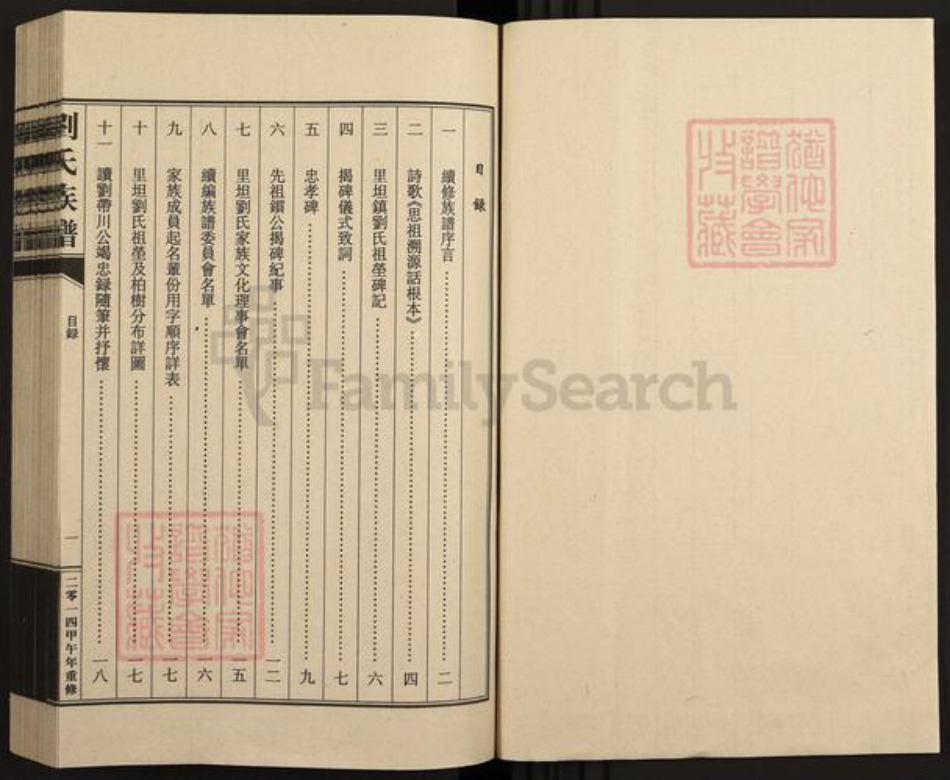 目録
一 續修族譜序言 二
二 詩歌《思祖溯源話根本》 四
三 里坦鎮劉氏祖塋碑記 六
四 揭碑儀式致詞 七
五 忠孝碑 九
六 先祖鐀公揭碑紀事 一二
七 里坦劉氏家族文化理事會名單 一五
八 續編族譜委員會名單 一六
九 家族成員起名輩份用字順序詳表 一七
十 里坦劉氏祖塋及柏樹分布詳圖 一七
十一 讀劉帶川公竭忠録隨筆并抒懷 一八
劉氏族譜
目録
一
二零一四甲午年重修
FamilySearch
猶他家譜學會收藏
猶他家譜學會收藏